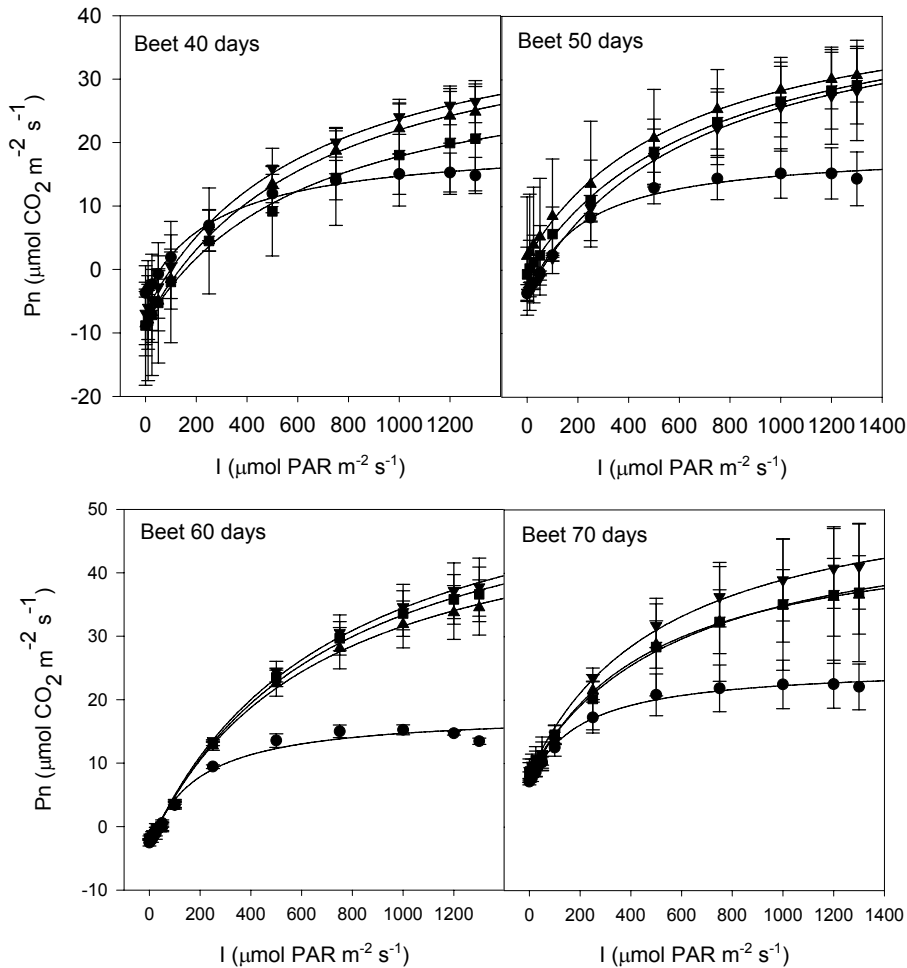 Beet 40 days
Pn (μmol CO2 m-2 s-1)
40
30
20
10
0
-10
-20
0 200 400 600 800 1000 1200
I (μmol PAR m-2 s-1)
Beet 50 days
0 200 400 600 800 1000 1200 1400
I (μmol PAR m-2 s-1)
Beet 60 days
Pn (μmol CO2 m-2 s-1)
50
40
30
20
10
0
-10
0 200 400 600 800 1000 1200
I (μmol PAR m-2 s-1)
Beet 70 days
0 200 400 600 800 1000 1200 1400
I (μmol PAR m-2 s-1)